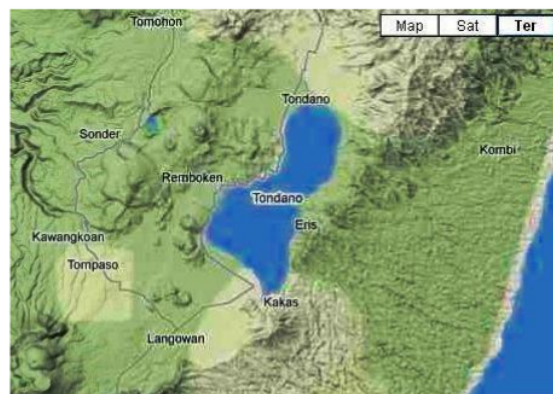 Map Sat Ter
Tomohon
Tondano
Sonder
Kombi
Remboken
Tondano
Eris
Kawangkoan
Tompaso
Kakas
Langowan